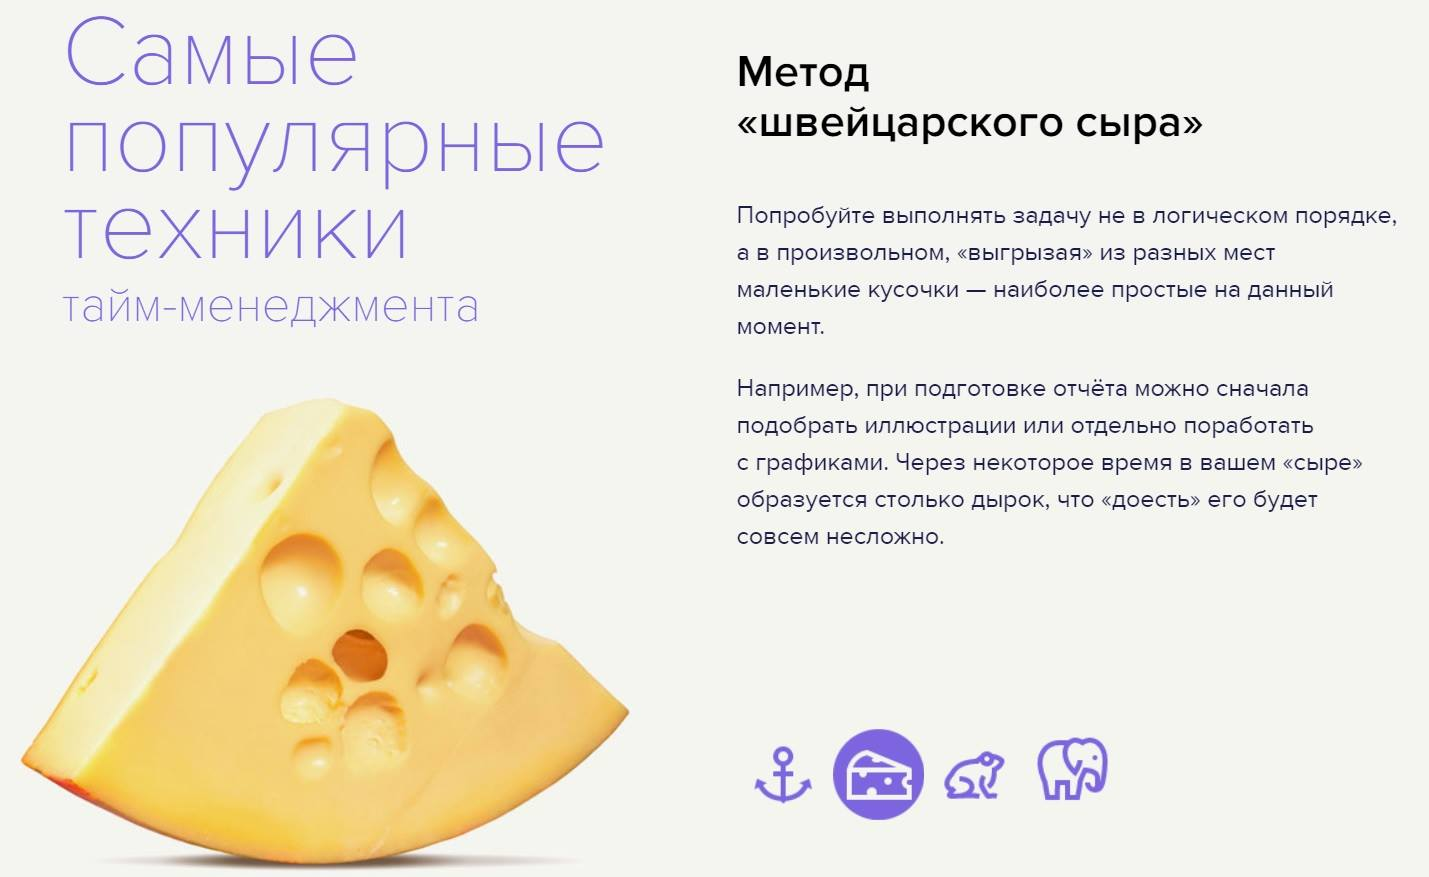 Самые
популярные
техники
тайм-менеджмента
Метод
«швейцарского сыра»
Попробуйте выполнять задачу не в логическом порядке,
а в произвольном, «выгрызая» из разных мест
маленькие кусочки — наиболее простые на данный
момент.
Например, при подготовке отчёта можно сначала
подобрать иллюстрации или отдельно поработать
с графиками. Через некоторое время в вашем «сыре»
образуется столько дырок, что «доесть» его будет
совсем несложно.